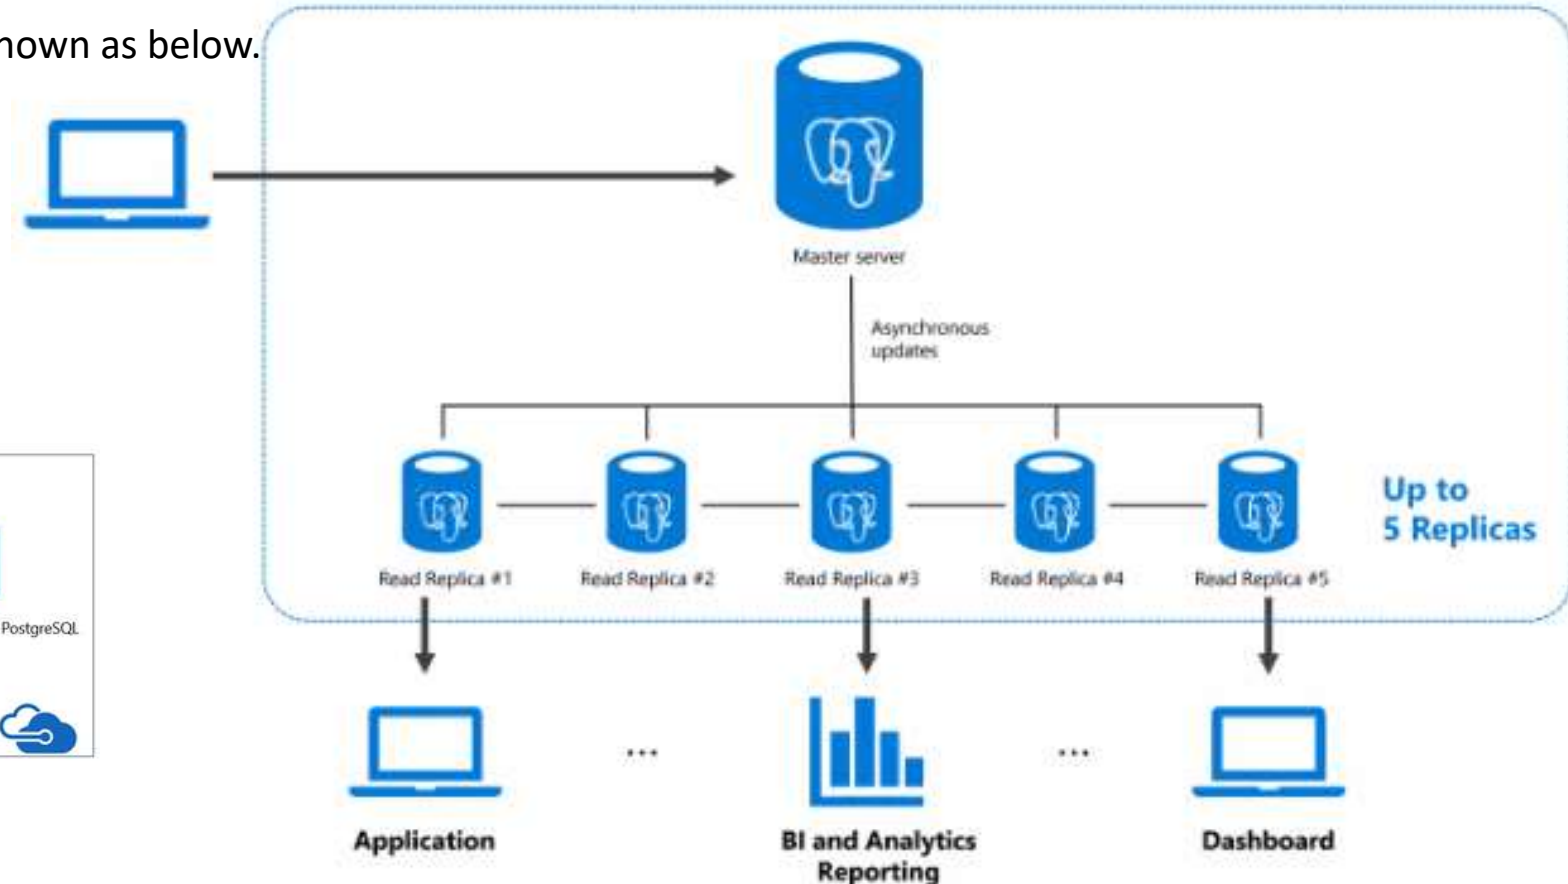 hown as below.
Master server
Asynchronous
updates
Up to
5 Replicas
Read Replica #1
Read Replica #2
Read Replica #3
Read Replica #4
Read Replica #5
PostgreSQL
...
...
Application
BI and Analytics
Reporting
Dashboard